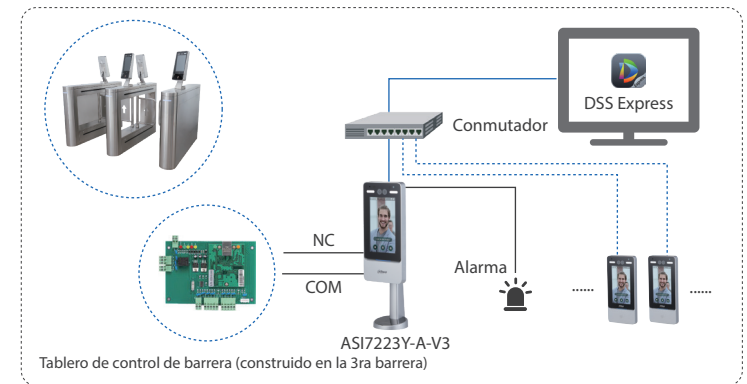 DSS Express
Conmutador
NC
COM
Alarma
......
......
ASI7223Y-A-V3
Tablero de control de barrera (construido en la 3ra barrera)